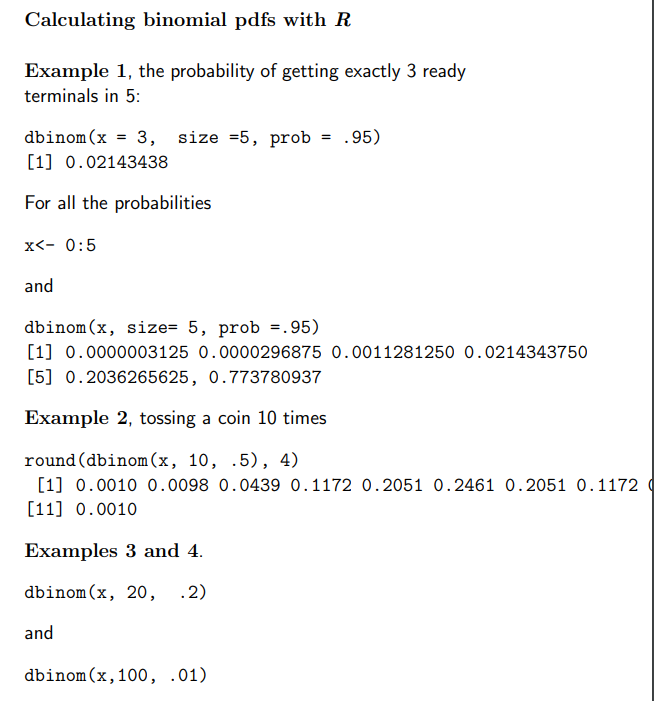 Calculating binomial pdfs with R
Example 1, the probability of getting exactly 3 ready
terminals in 5:
dbinom(x = 3,  size =5, prob = .95)
[1] 0.02143438
For all the probabilities
x<- 0:5
and
dbinom(x, size= 5, prob =.95)
[1] 0.0000003125 0.0000296875 0.0011281250 0.0214343750
[5] 0.2036265625, 0.773780937
Example 2, tossing a coin 10 times
round(dbinom(x, 10, .5), 4)
[1] 0.0010 0.0098 0.0439 0.1172 0.2051 0.2461 0.2051 0.1172
[11] 0.0010
Examples 3 and 4.
dbinom(x, 20,  .2)
and
dbinom(x,100, .01)